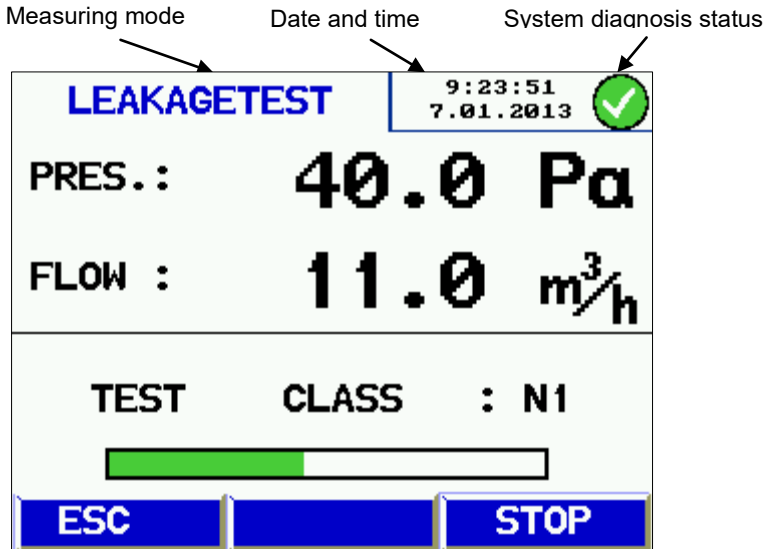 Measuring mode Date and time System diagnosis status
LEAKAGETEST 9:23:51
7.01.2013
PRES.: 40.0 Pa
FLOW : 11.0 m³/h
TEST CLASS : N1
ESC STOP